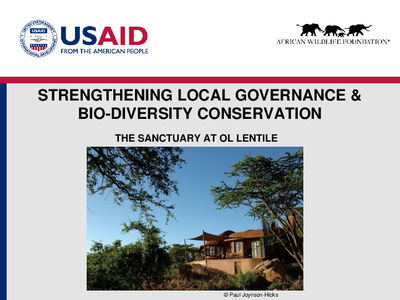 USAID
FROM THE AMERICAN PEOPLE
AFRICAN WILDLIFE FOUNDATION®
STRENGTHENING LOCAL GOVERNANCE &
BIO-DIVERSITY CONSERVATION
THE SANCTUARY AT OL LENTILE
© Paul Joynson-Hicks